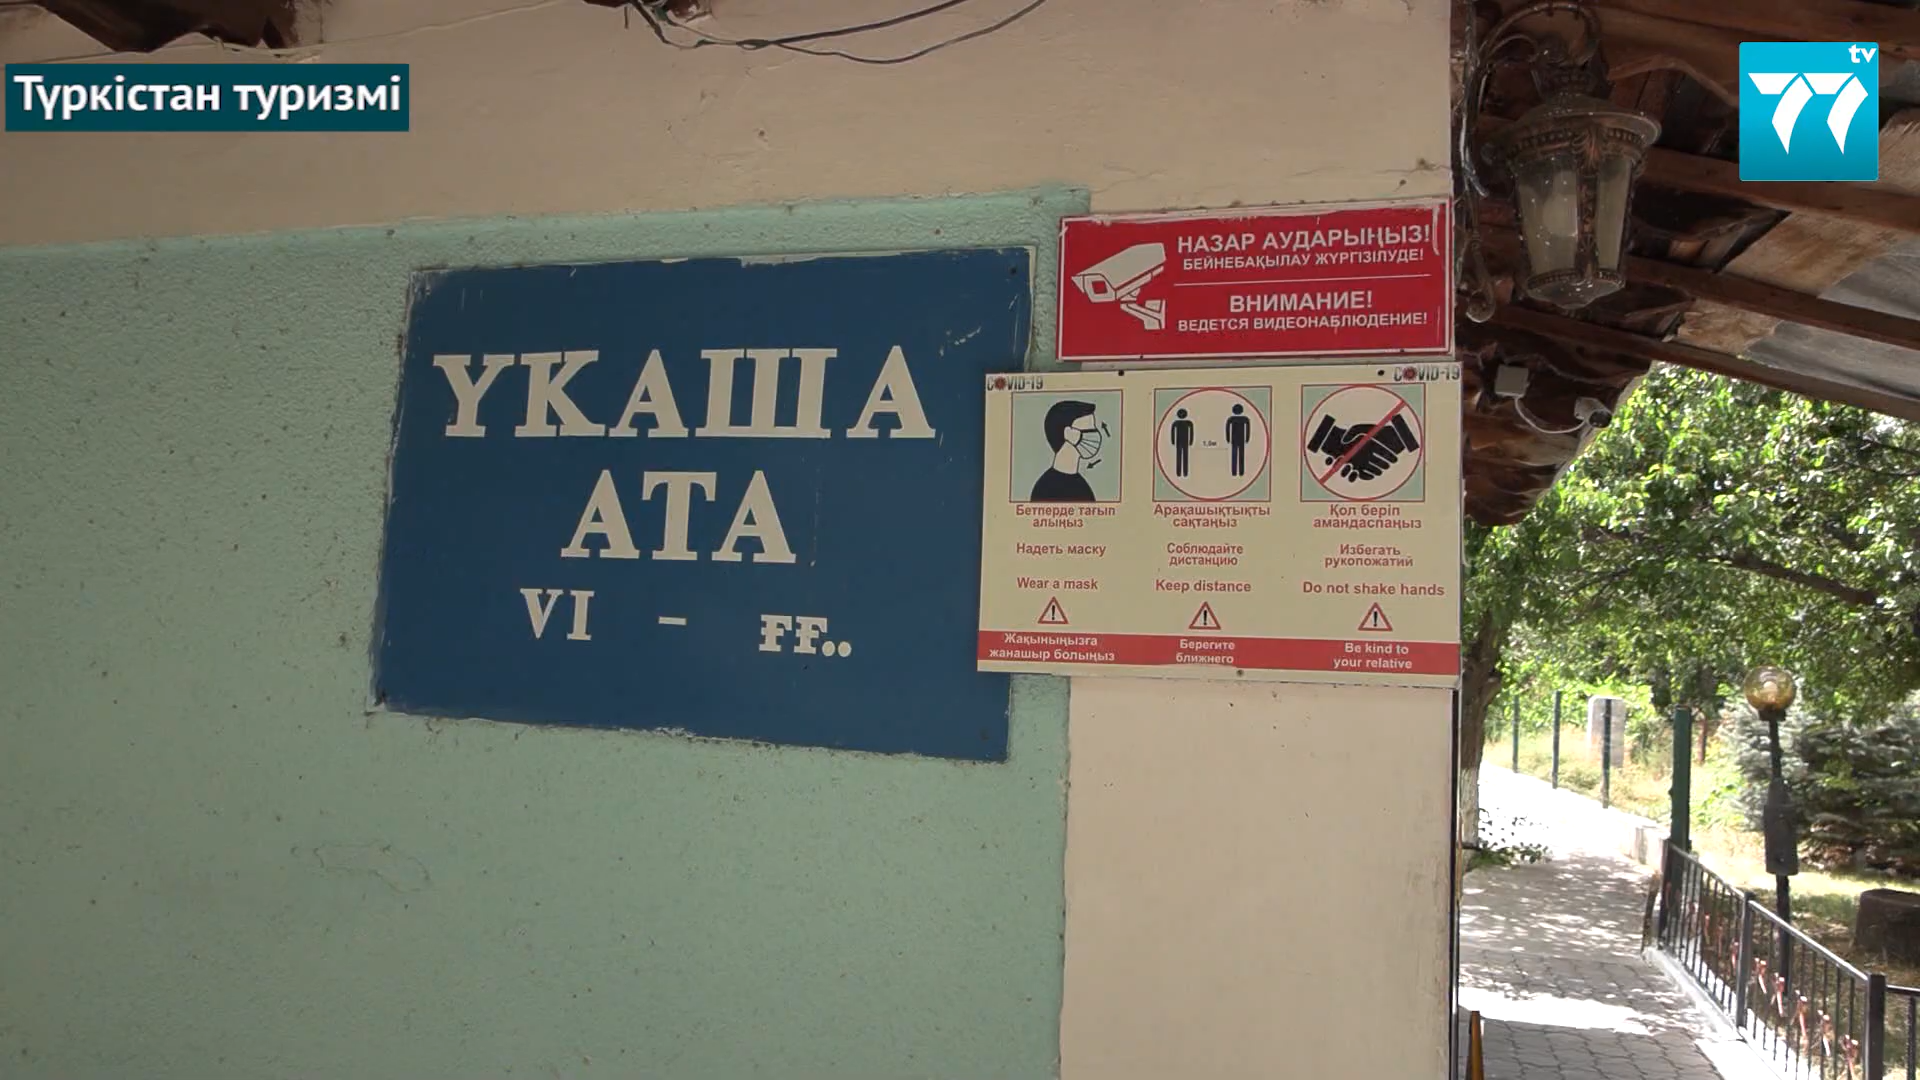 Түркістан туризмі
tv
77
ҮКАША
АТА
VI - ғғ..
НАЗАР АУДАРЫҢЫЗ!
БЕЙНЕБАҚЫЛАУ ЖҮРГІЗІЛУДЕ!
ВНИМАНИЕ!
ВЕДЕТСЯ ВИДЕОНАБЛЮДЕНИЕ!
COVID-19
COVID-19
1,5м
Бетперде тағып
алыңыз
Надеть маску
Wear a mask
Арақашықтықты
сақтаңыз
Соблюдайте
дистанцию
Keep distance
Қол беріп
амандаспаңыз
Избегать
рукопожатий
Do not shake hands
Жақыныңызға
жанашыр болыңыз
Берегите
ближнего
Be kind to
your relative